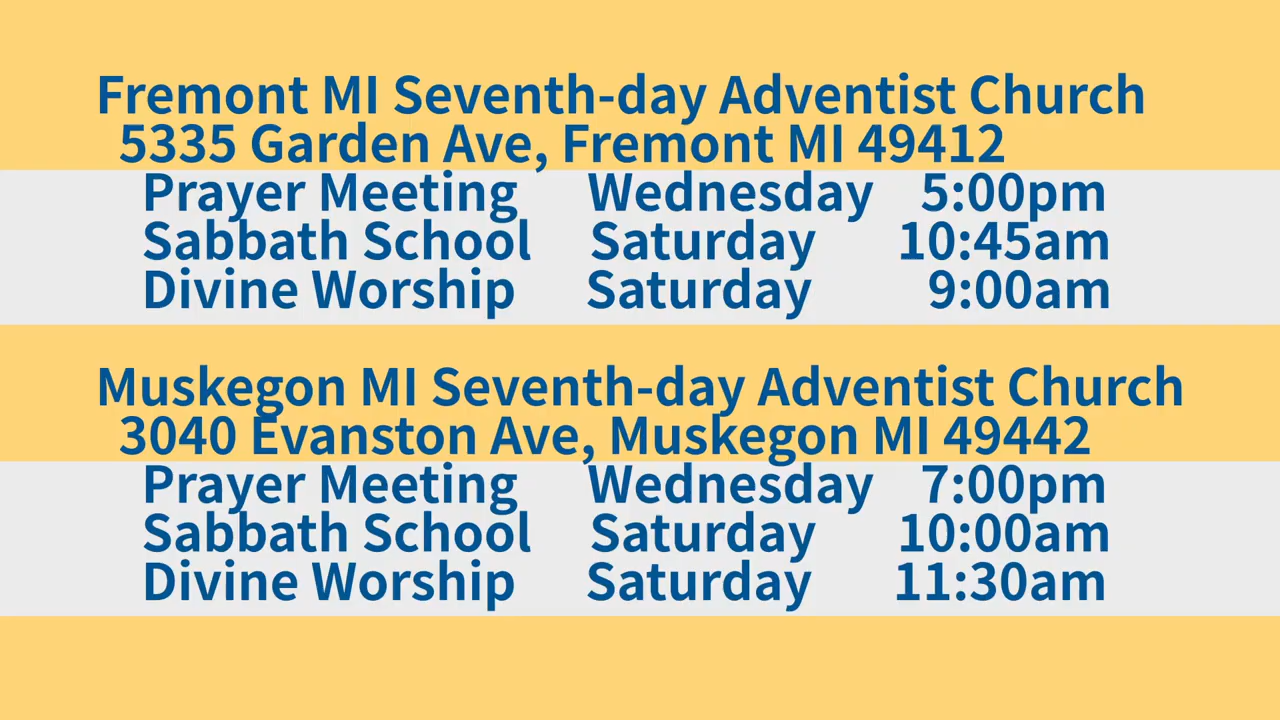 Fremont MI Seventh-day Adventist Church
5335 Garden Ave, Fremont MI 49412
Prayer Meeting Wednesday 5:00pm
Sabbath School Saturday 10:45am
Divine Worship Saturday 9:00am
Muskegon MI Seventh-day Adventist Church
3040 Evanston Ave, Muskegon MI 49442
Prayer Meeting Wednesday 7:00pm
Sabbath School Saturday 10:00am
Divine Worship Saturday 11:30am